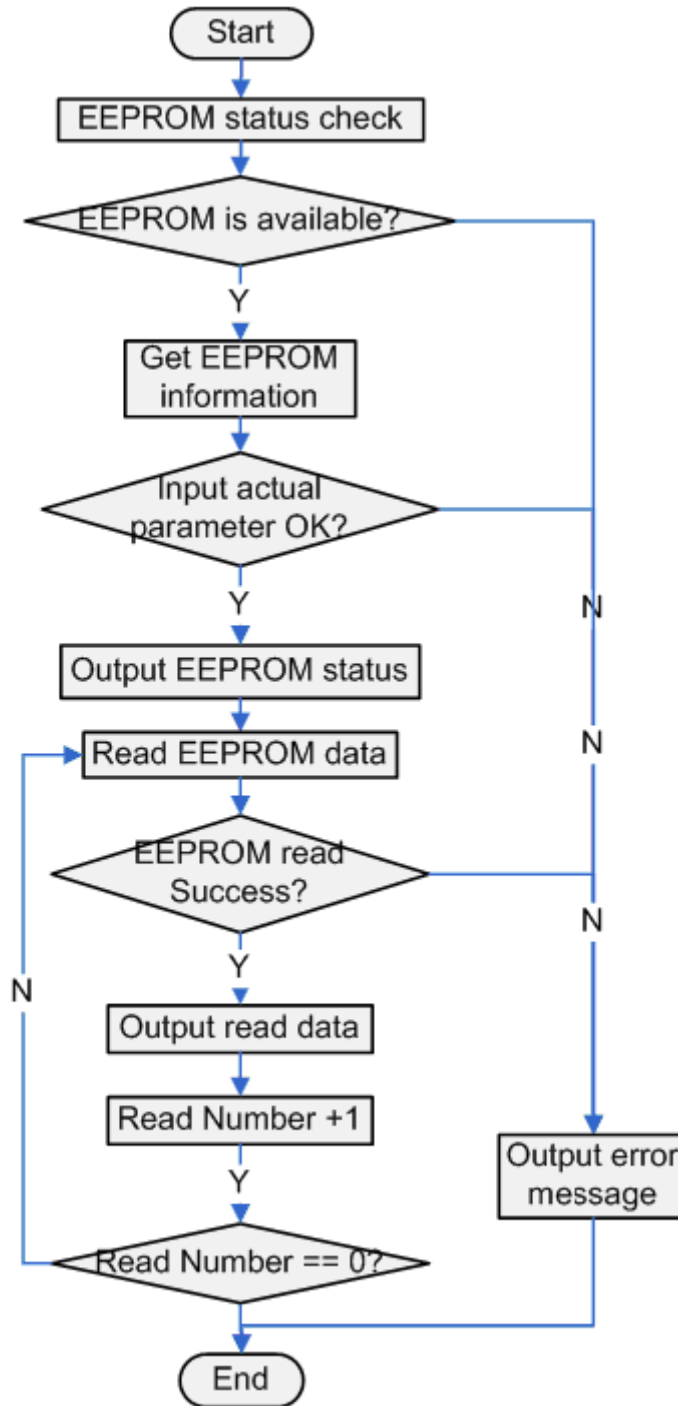 Start
EEPROM status check
EEPROM is available?
Y
Get EEPROM
information
Input actual
parameter OK?
Y
N
Output EEPROM status
N
Read EEPROM data
EEPROM read
Success?
N
Y
N
Output read data
Read Number +1
Y
Output error
message
Read Number == 0?
End